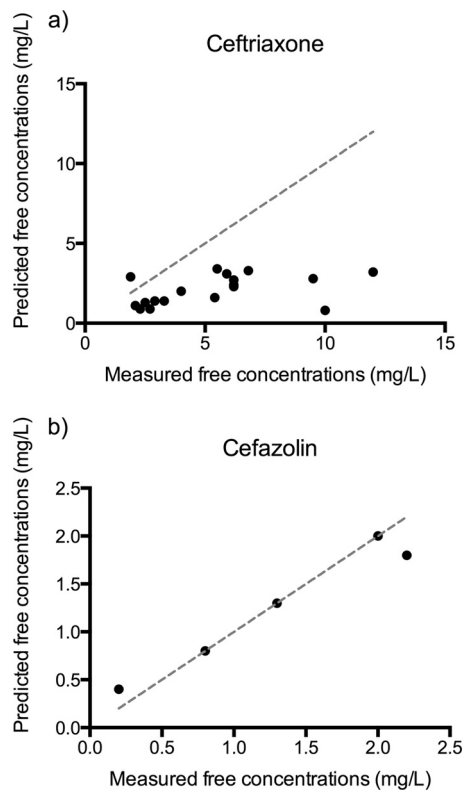 a)
Ceftriaxone
Predicted free concentrations (mg/L)
15
10
5
0
0 5 10 15
Measured free concentrations (mg/L)
b)
Cefazolin
Predicted free concentrations (mg/L)
2.5
2.0
1.5
1.0
0.5
0.0
0.0 0.5 1.0 1.5 2.0 2.5
Measured free concentrations (mg/L)